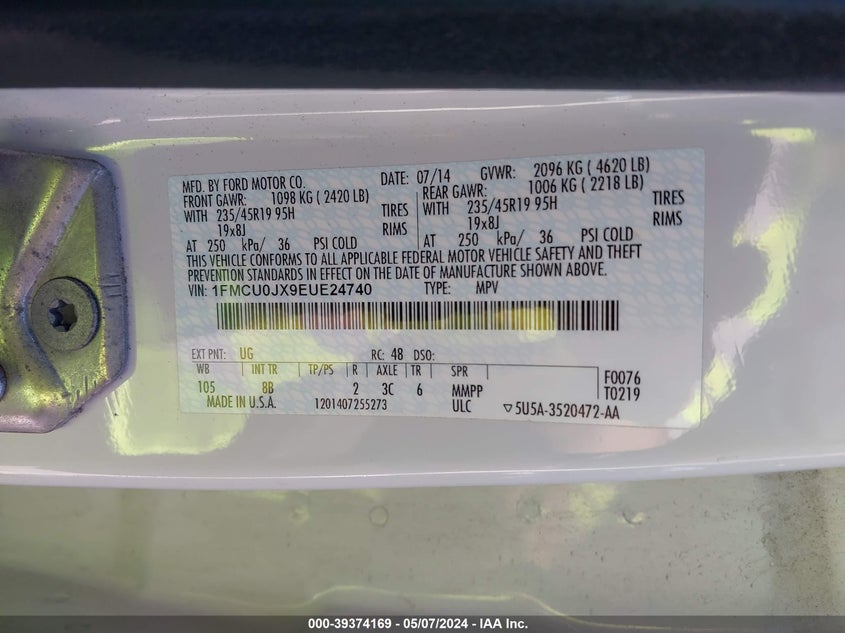 MFD. BY FORD MOTOR CO. DATE: 07/14 GVWR: 2096 KG ( 4620 LB)
FRONT GAWR: 1098 KG ( 2420 LB) REAR GAWR: 1006 KG ( 2218 LB)
WITH 235/45R19 95H TIRES WITH 235/45R19 95H TIRES
19x8J RIMS 19x8J RIMS
AT 250 kPa/ 36 PSI COLD AT 250 kPa/ 36 PSI COLD
THIS VEHICLE CONFORMS TO ALL APPLICABLE FEDERAL MOTOR VEHICLE SAFETY AND THEFT
PREVENTION STANDARDS IN EFFECT ON THE DATE OF MANUFACTURE SHOWN ABOVE.
VIN: 1FMCU0JX9EUE24740 TYPE: MPV
EXT PNT: UG RC: 48 DSO:
WB INT TR TP/PS R AXLE TR SPR F0076
105 8B 2 3C 6 MMPP T0219
MADE IN U.S.A. 1201407255273 ULC ▽5U5A-3520472-AA
000-39374169 - 05/07/2024 - IAA Inc.